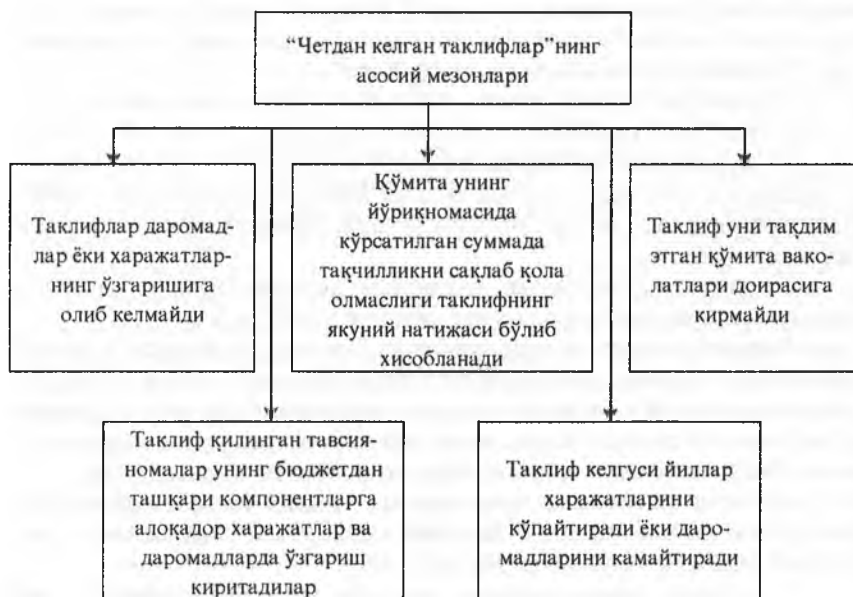 “Четдан келган таклифлар”нинг
асосий мезонлари
Таклифлар даромад-
лар ёки харажатлар-
нинг ўзгаришига
олиб келмайди
Қўмита унинг
йўриқномасида
кўрсатилган суммада
тақчилликни сақлаб қола
олмаслиги таклифнинг
якуний натижаси бўлиб
хисобланади
Таклиф уни тақдим
этган қўмита вако-
латлари доирасига
кирмайди
Таклиф қилинган тавсия-
номалар унинг бюджетдан
ташқари компонентларга
алоқадор харажатлар ва
даромадларда ўзгариш
киритадилар
Таклиф келгуси йиллар
харажатларини
кўпайтиради ёки даро-
мадларини камайтиради